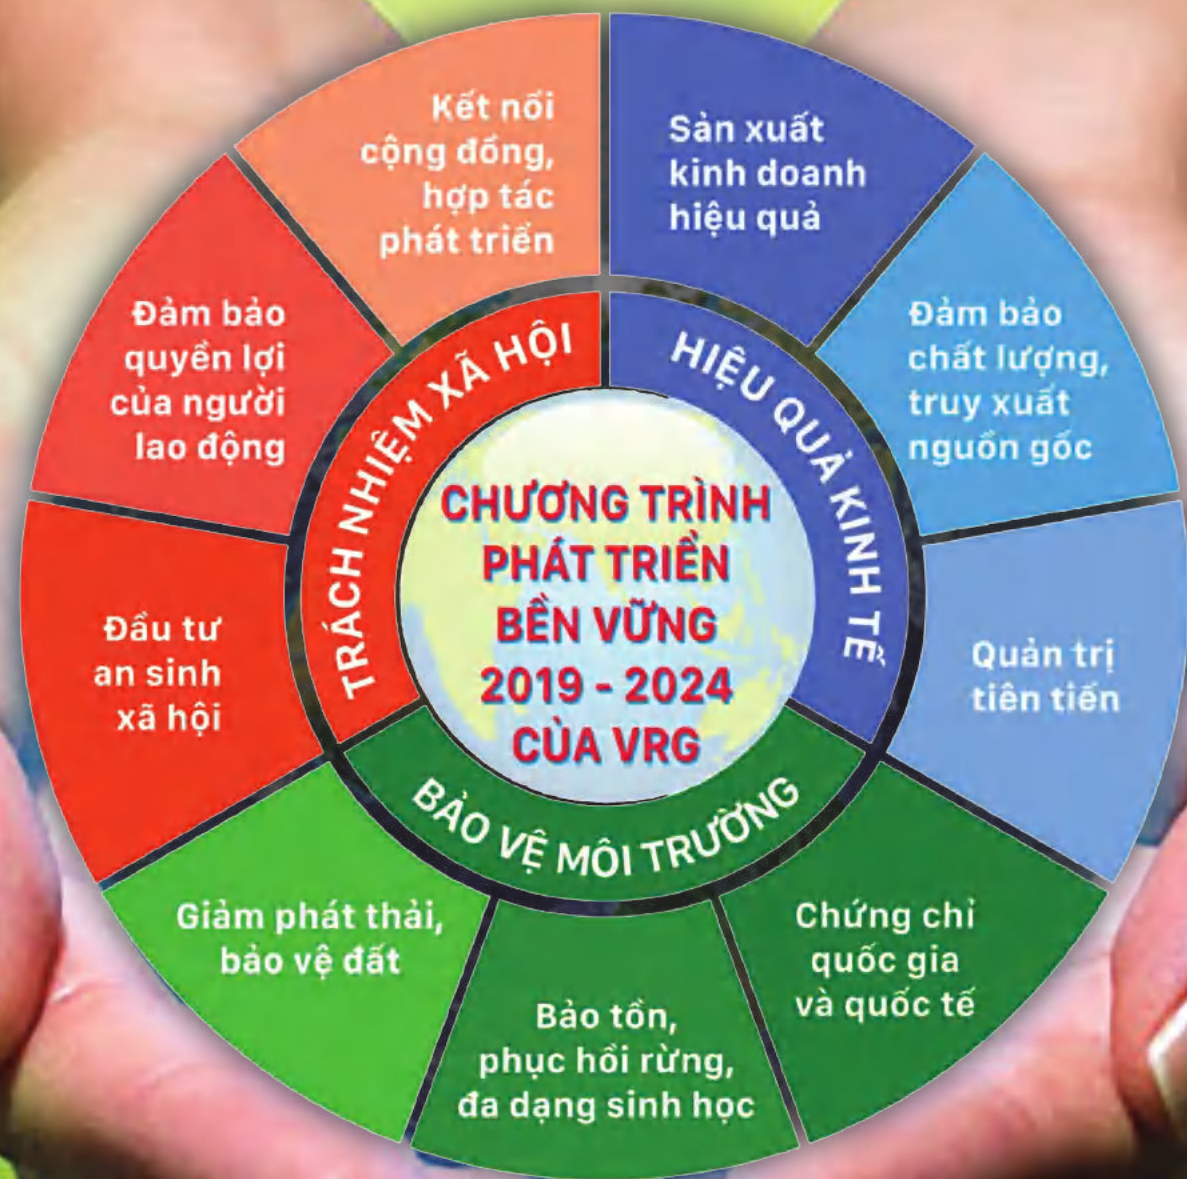 CHƯƠNG TRÌNH
PHÁT TRIỂN
BỀN VỮNG
2019 - 2024
CỦA VRG
HIỆU QUẢ KINH TẾ
Sản xuất
kinh doanh
hiệu quả
Đảm bảo
chất lượng,
truy xuất
nguồn gốc
Quản trị
tiên tiến
BẢO VỆ MÔI TRƯỜNG
Chứng chỉ
quốc gia
và quốc tế
Bảo tồn,
phục hồi rừng,
đa dạng sinh học
Giảm phát thải,
bảo vệ đất
TRÁCH NHIỆM XÃ HỘI
Đầu tư
an sinh
xã hội
Đảm bảo
quyền lợi
của người
lao động
Kết nối
cộng đồng,
hợp tác
phát triển